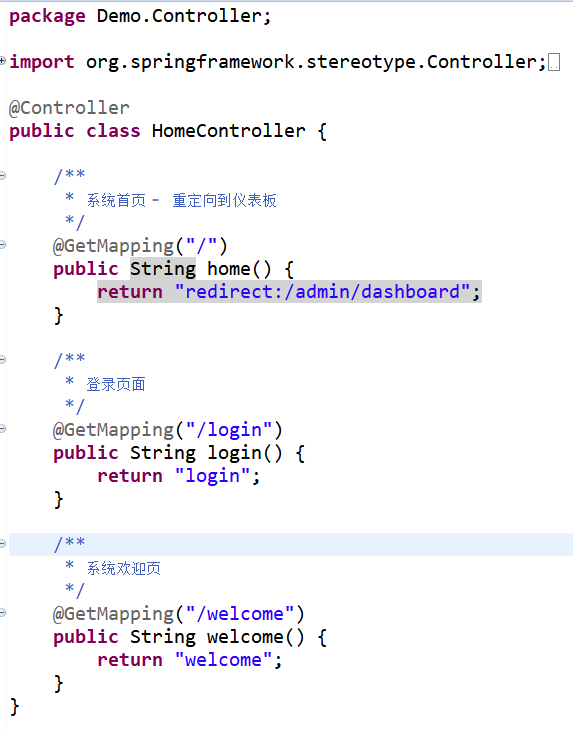 package Demo.Controller;
import org.springframework.stereotype.Controller;
@Controller
public class HomeController {
/**
* 系统首页 - 重定向到仪表板
*/
@GetMapping("/")
public String home() {
return "redirect:/admin/dashboard";
}
/**
* 登录页面
*/
@GetMapping("/login")
public String login() {
return "login";
}
/**
* 系统欢迎页
*/
@GetMapping("/welcome")
public String welcome() {
return "welcome";
}
}